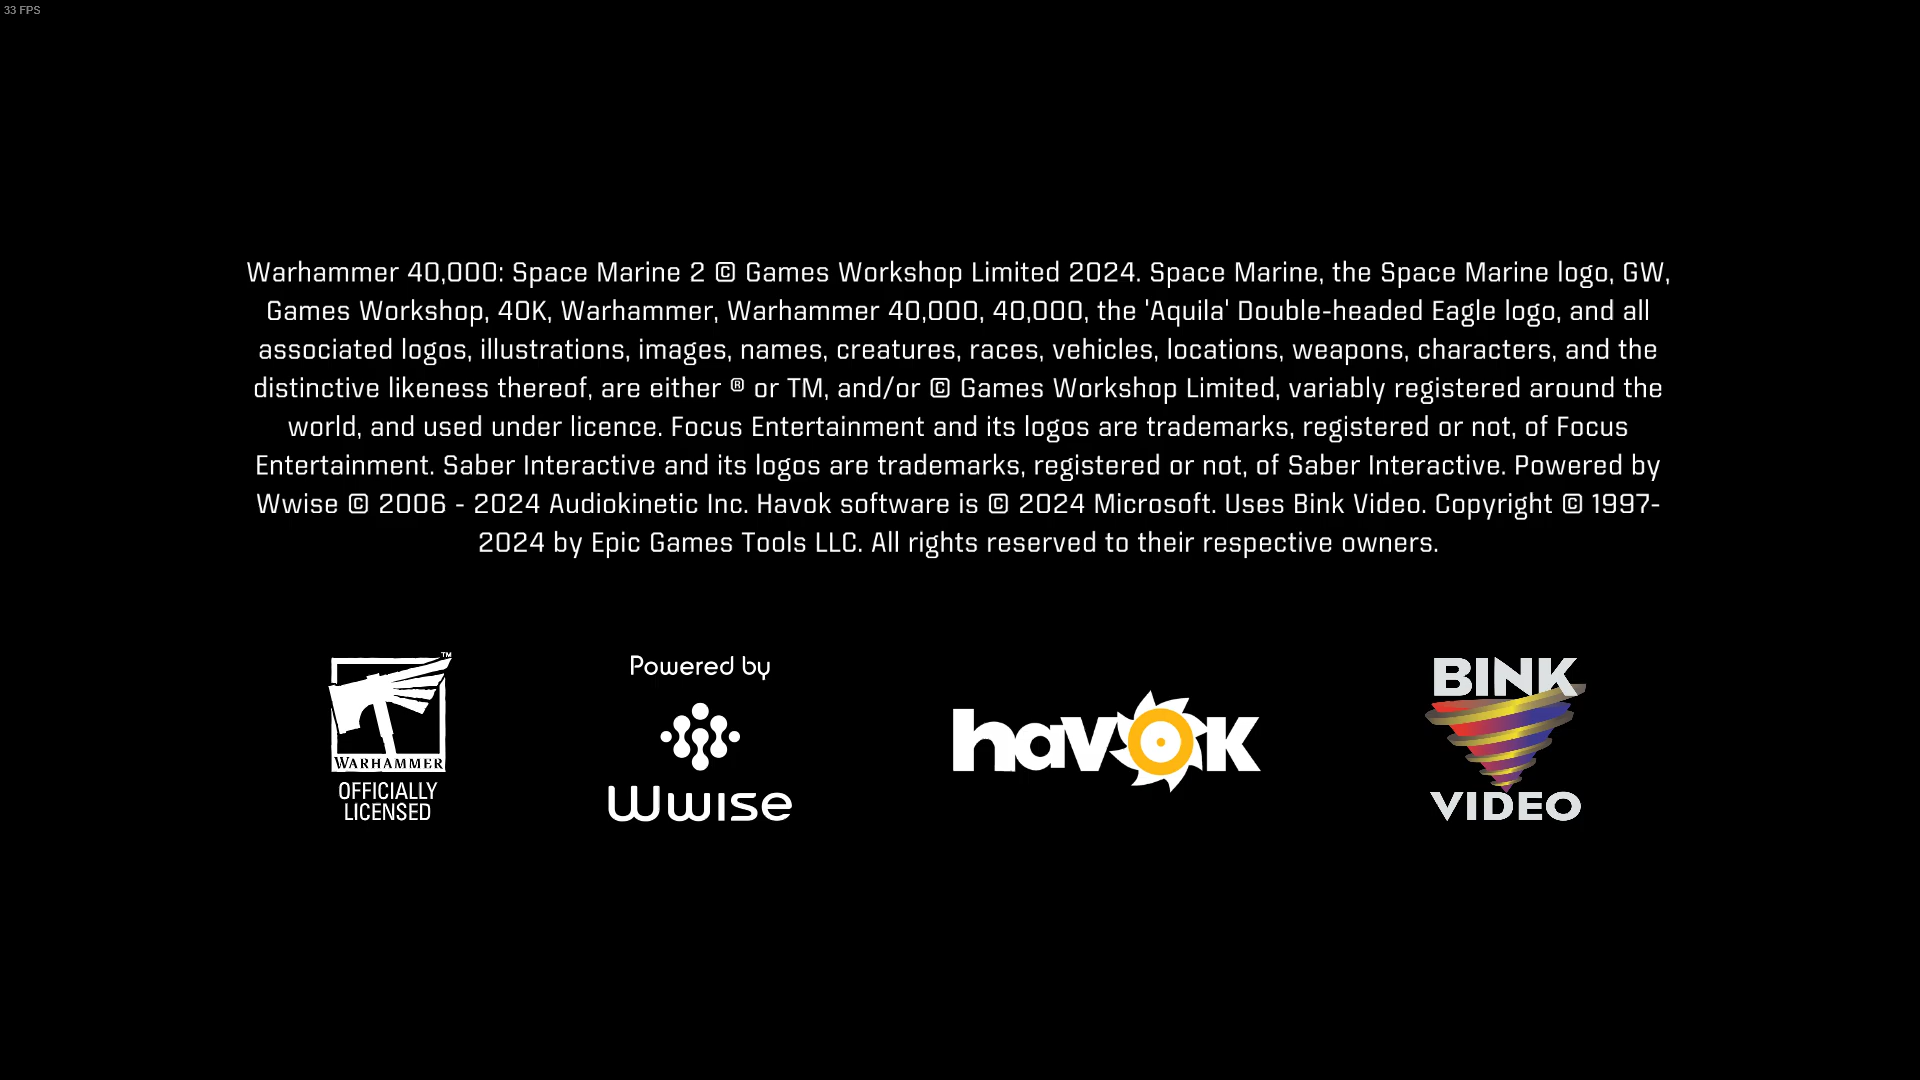 33 FPS
Warhammer 40,000: Space Marine 2 © Games Workshop Limited 2024. Space Marine, the Space Marine logo, GW,
Games Workshop, 40K, Warhammer, Warhammer 40,000, 40,000, the 'Aquila' Double-headed Eagle logo, and all
associated logos, illustrations, images, names, creatures, races, vehicles, locations, weapons, characters, and the
distinctive likeness thereof, are either ® or TM, and/or © Games Workshop Limited, variably registered around the
world, and used under licence. Focus Entertainment and its logos are trademarks, registered or not, of Focus
Entertainment. Saber Interactive and its logos are trademarks, registered or not, of Saber Interactive. Powered by
Wwise © 2006 - 2024 Audiokinetic Inc. Havok software is © 2024 Microsoft. Uses Bink Video. Copyright © 1997-
2024 by Epic Games Tools LLC. All rights reserved to their respective owners.
TM
WARHAMMER
OFFICIALLY
LICENSED
Powered by
Wwise
havok
BINK
VIDEO